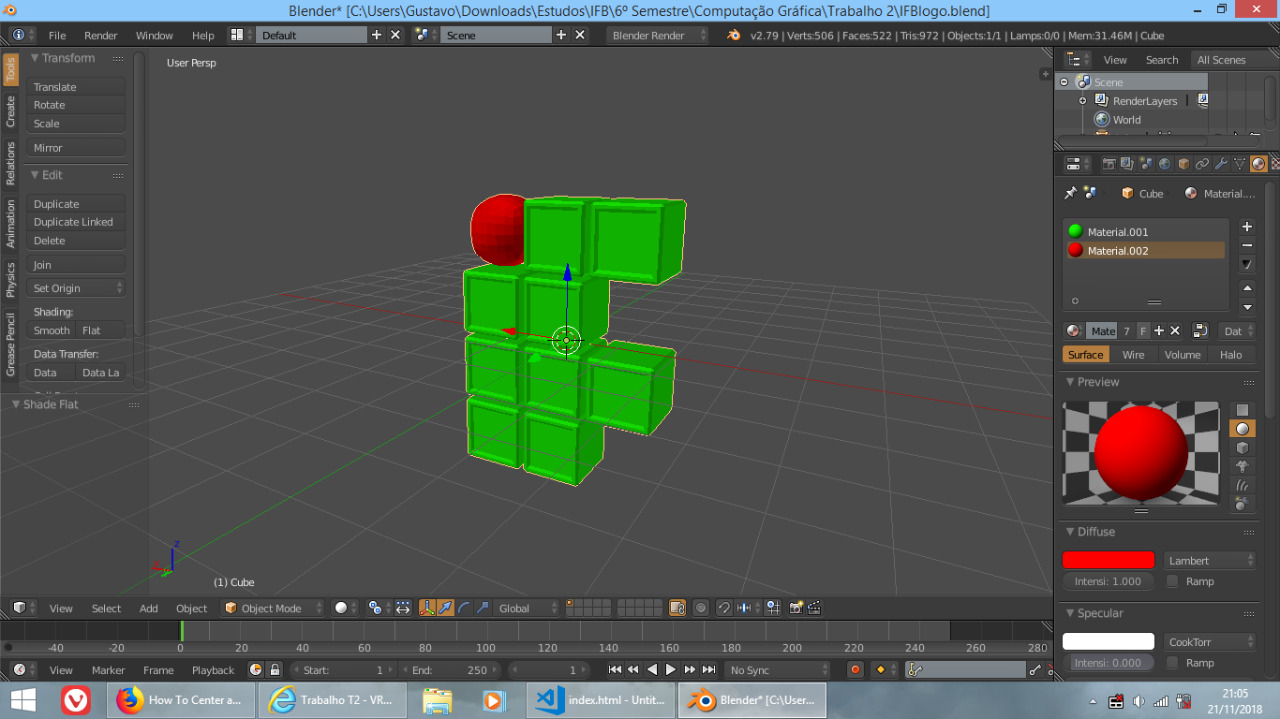 Blender* [C:\Users\Gustavo\Downloads\Estudos\IFB\6º Semestre\Computação Gráfica\Trabalho 2\IFBlogo.blend]
File Render Window Help Default Scene Blender Render v2.79 | Verts:506 | Faces:522 | Tris:972 | Objects:1/1 | Lamps:0/0 | Mem:31.46M | Cube
Tools
Create
Relations
Animation
Physics
Grease Pencil
Transform
Translate
Rotate
Scale
Mirror
Edit
Duplicate
Duplicate Linked
Delete
Join
Set Origin
Shading:
Smooth Flat
Data Transfer:
Data Data La
Shade Flat
User Persp
z
(1) Cube
View Search All Scenes
Scene
RenderLayers
World
Cube Material....
Material.001
Material.002
Mate 7 F Dat
Surface Wire Volume Halo
Preview
Diffuse
Lambert
Intensi: 1.000 Ramp
Specular
CookTorr
Intensi: 0.000 Ramp
View Select Add Object Object Mode Global
-40 -20 0 20 40 60 80 100 120 140 160 180 200 220 240 260 280
View Marker Frame Playback Start: 1 End: 250 1 No Sync
How To Center a... Trabalho T2 - VR... index.html - Untit... Blender* [C:\User...
21:05
21/11/2018